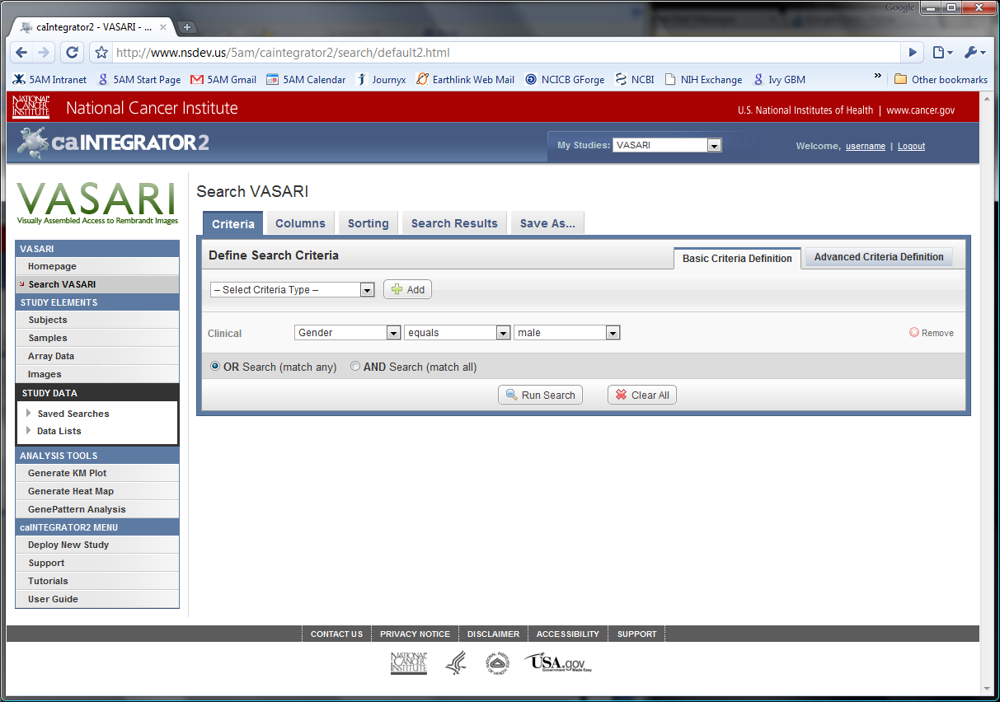 Google
caIntegrator2 - VASARI - ...
http://www.nsdev.us/5am/caintegrator2/search/default2.html
5AM Intranet 5AM Start Page 5AM Gmail 5AM Calendar Journyx Earthlink Web Mail NCICB GForge NCBI NIH Exchange Ivy GBM » Other bookmarks
NATIONAL CANCER INSTITUTE National Cancer Institute U.S. National Institutes of Health | www.cancer.gov
caINTEGRATOR2 My Studies: VASARI Welcome, username | Logout
VASARI
Visually Assembled Access to Rembrandt Images
VASARI
Homepage
Search VASARI
STUDY ELEMENTS
Subjects
Samples
Array Data
Images
STUDY DATA
Saved Searches
Data Lists
ANALYSIS TOOLS
Generate KM Plot
Generate Heat Map
GenePattern Analysis
caINTEGRATOR2 MENU
Deploy New Study
Support
Tutorials
User Guide
Search VASARI
Criteria Columns Sorting Search Results Save As...
Define Search Criteria Basic Criteria Definition Advanced Criteria Definition
– Select Criteria Type – Add
Clinical Gender equals male Remove
OR Search (match any) AND Search (match all)
Run Search Clear All
CONTACT US PRIVACY NOTICE DISCLAIMER ACCESSIBILITY SUPPORT
NATIONAL CANCER INSTITUTE USA.gov
Government Made Easy